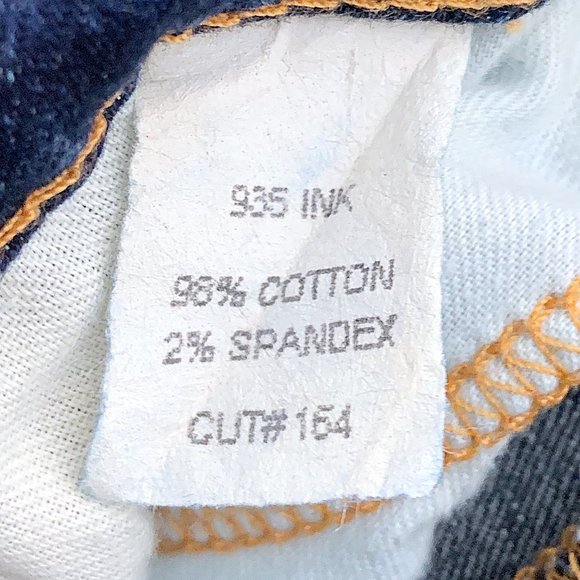 935 INK
98% COTTON
2% SPANDEX
CUT# 164